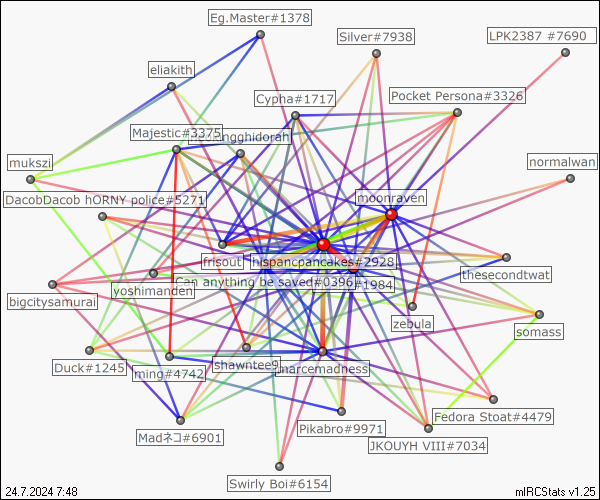 Eg.Master#1378
Silver#7938
LPK2387 #7690
eliakith
Cypha#1717
Pocket Persona#3326
Majestic#3375
ngghidorah
mukszi
normalwan
moonraven
DacobDacob hORNY police#5271
frisout
hispancpancakes#2928
thesecondtwat
yoshimanden
Can anything be saved#0396
#1984
bigcitysamurai
zebula
somass
Duck#1245
ming#4742
shawntee9
marcemadness
Fedora Stoat#4479
Madネコ#6901
Pikabro#9971
JKOUYH VIII#7034
Swirly Boi#6154
24.7.2024 7:48
mIRCStats v1.25